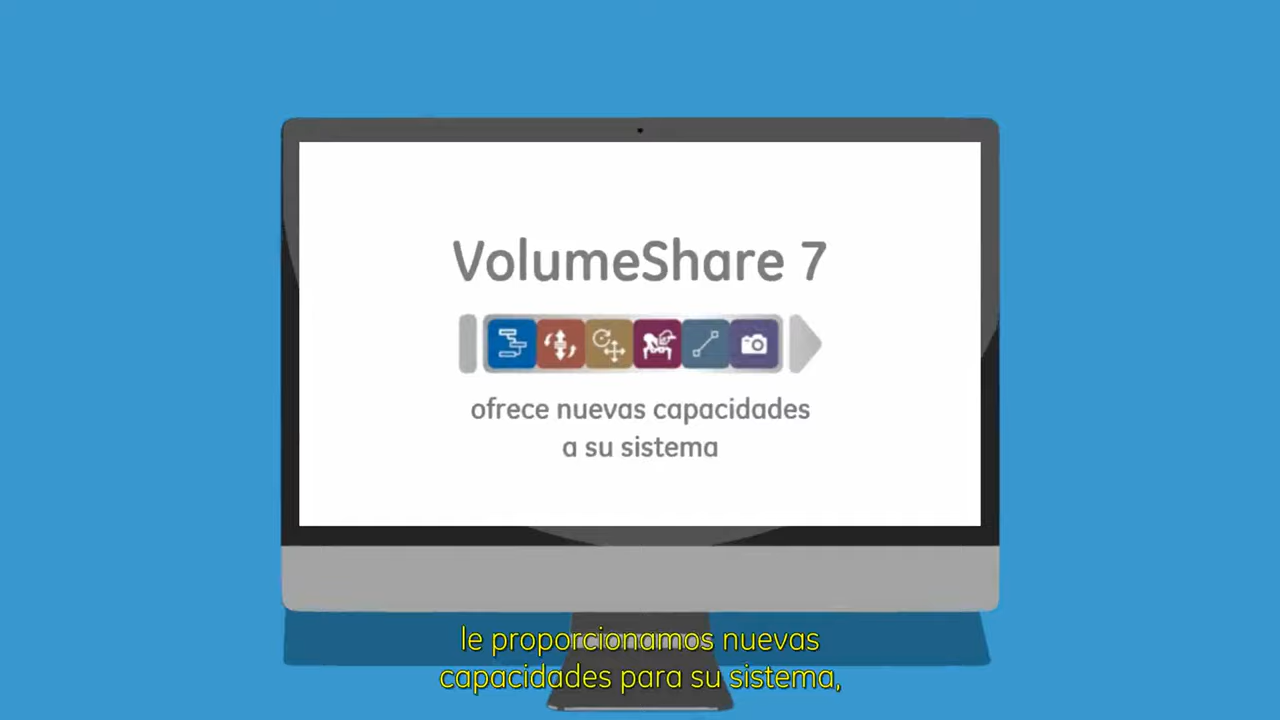 VolumeShare 7
ofrece nuevas capacidades
a su sistema
le proporcionamos nuevas
capacidades para su sistema,